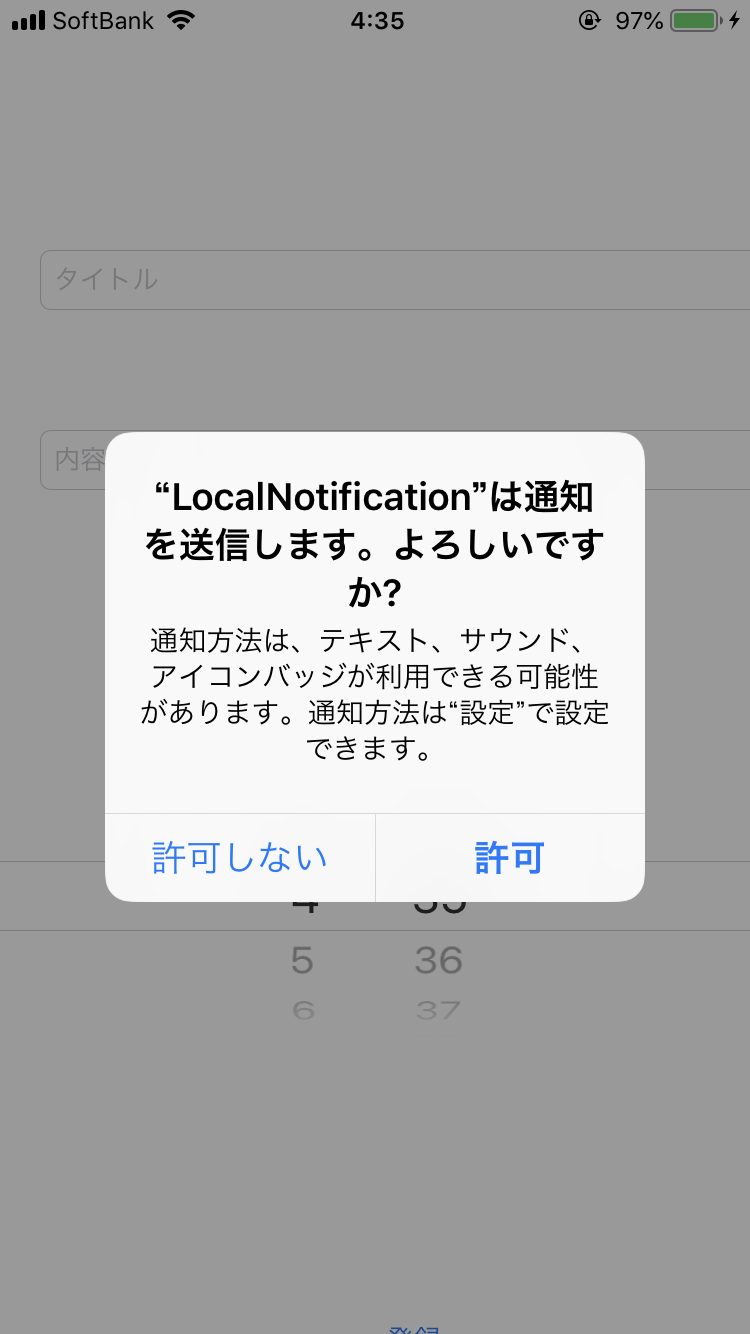 SoftBank 4:35 97%
タイトル
内容
“LocalNotification”は通知
を送信します。よろしいです
か?
通知方法は、テキスト、サウンド、
アイコンバッジが利用できる可能性
があります。通知方法は“設定”で設定
できます。
許可しない 許可
4 35
5 36
6 37
登録